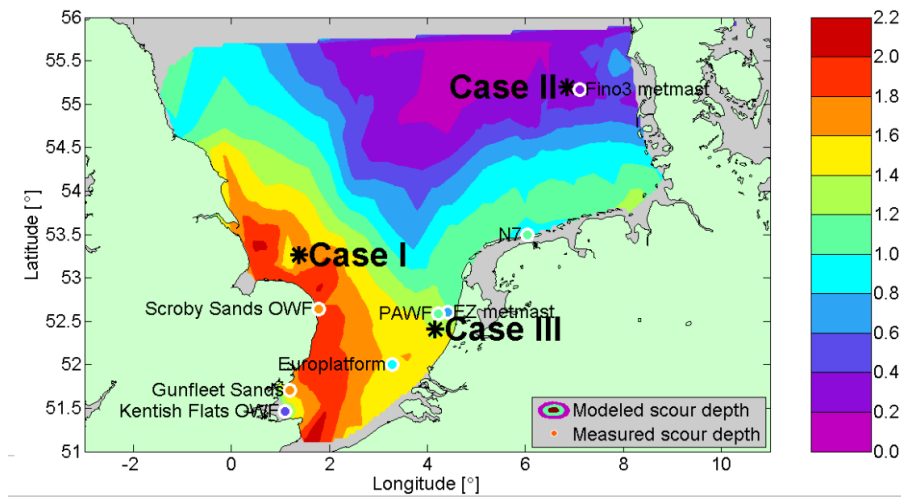 56
55.5
55
54.5
54
53.5
53
52.5
52
51.5
51
Latitude [°]
-2
0
2
4
6
8
10
Longitude [°]
Case II
Fino3 metmast
N7
Case I
Scroby Sands OWF
PAWF
EZ metmast
Case III
Europlatform
Gunfleet Sands
Kentish Flats OWF
Modeled scour depth
Measured scour depth
2.2
2.0
1.8
1.6
1.4
1.2
1.0
0.8
0.6
0.4
0.2
0.0